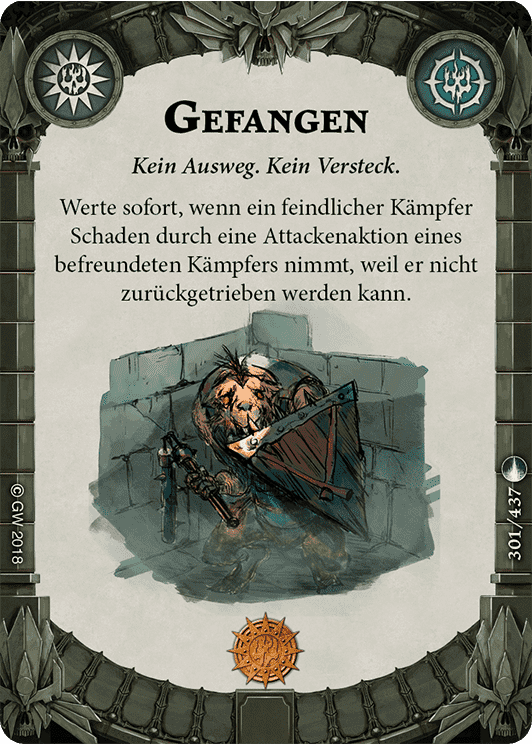 Gefangen
Kein Ausweg. Kein Versteck.
Werte sofort, wenn ein feindlicher Kämpfer
Schaden durch eine Attackenaktion eines
befreundeten Kämpfers nimmt, weil er nicht
zurückgetrieben werden kann.
© GW 2018
301/437